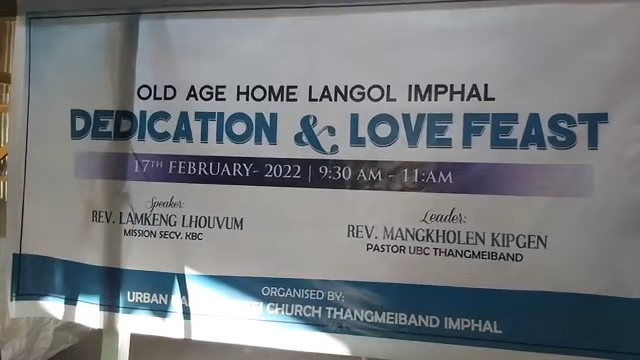 OLD AGE HOME LANGOL IMPHAL
DEDICATION & LOVE FEAST
17TH FEBRUARY- 2022 | 9:30 AM - 11:AM
Speaker:
REV. LAMKENG LHOUVUM
MISSION SECY. KBC
Leader:
REV. MANGKHOLEN KIPGEN
PASTOR UBC THANGMEIBAND
ORGANISED BY:
URBAN CHURCH THANGMEIBAND IMPHAL